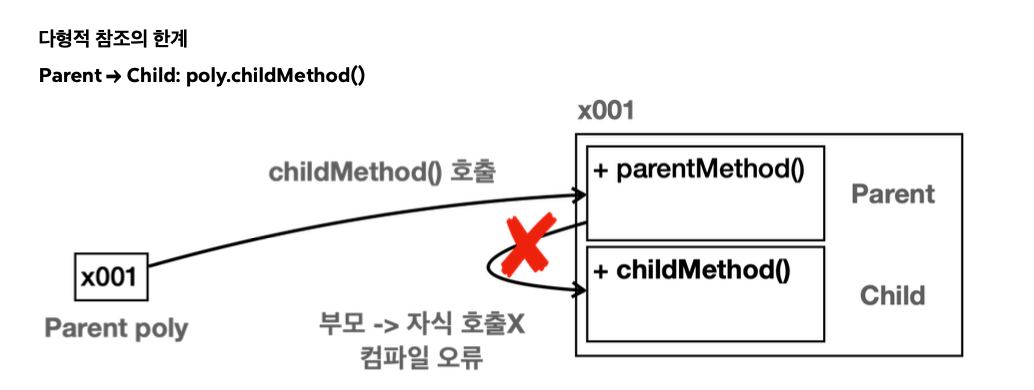 다형적 참조의 한계
Parent → Child: poly.childMethod()
x001
childMethod() 호출
+ parentMethod()
Parent
x001
+ childMethod()
Child
Parent poly
부모 -> 자식 호출X
컴파일 오류